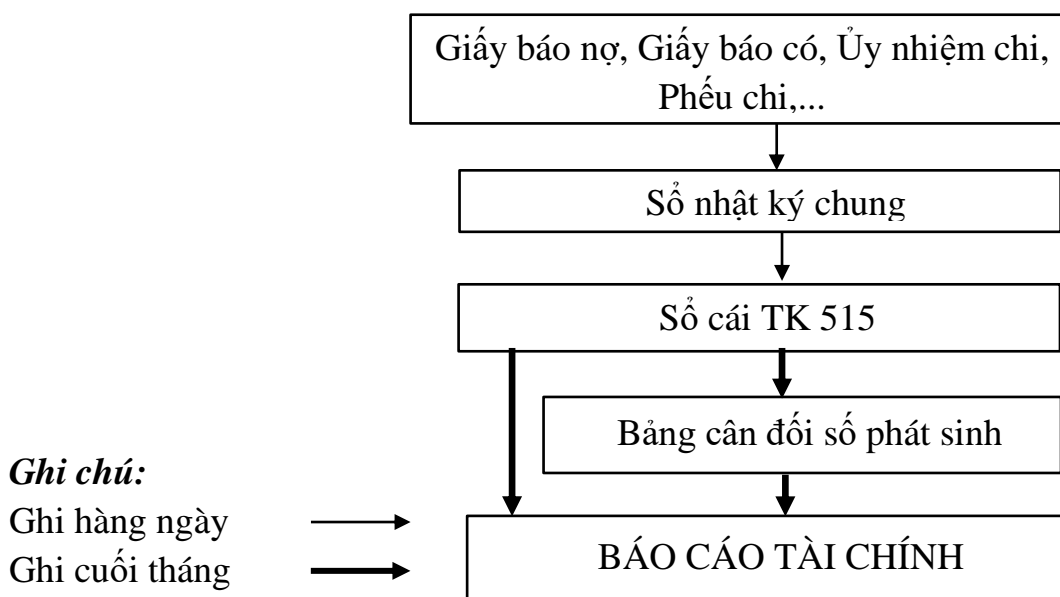 Giấy báo nợ, Giấy báo có, Ủy nhiệm chi,
Phếu chi,...
Sổ nhật ký chung
Sổ cái TK 515
Bảng cân đối số phát sinh
BÁO CÁO TÀI CHÍNH
Ghi chú:
Ghi hàng ngày
Ghi cuối tháng